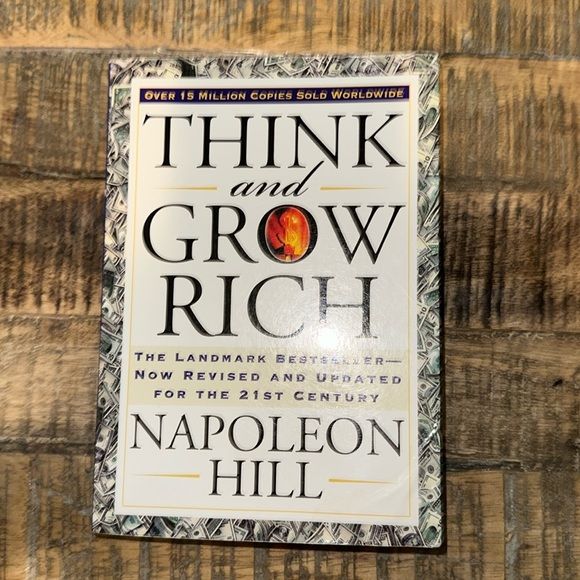 OVER 15 MILLION COPIES SOLD WORLDWIDE
THINK
and
GROW
RICH
THE LANDMARK BESTSELLER—
NOW REVISED AND UPDATED
FOR THE 21ST CENTURY
NAPOLEON
HILL